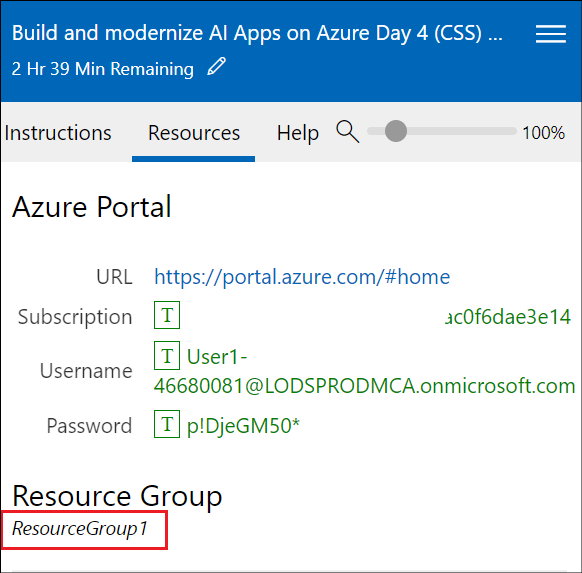 Build and modernize AI Apps on Azure Day 4 (CSS) ...
2 Hr 39 Min Remaining
Instructions Resources Help 100%
Azure Portal
URL https://portal.azure.com/#home
Subscription T ac0f6dae3e14
Username T User1-
46680081@LODSPRODMCA.onmicrosoft.com
Password T p!DjeGM50*
Resource Group
ResourceGroup1